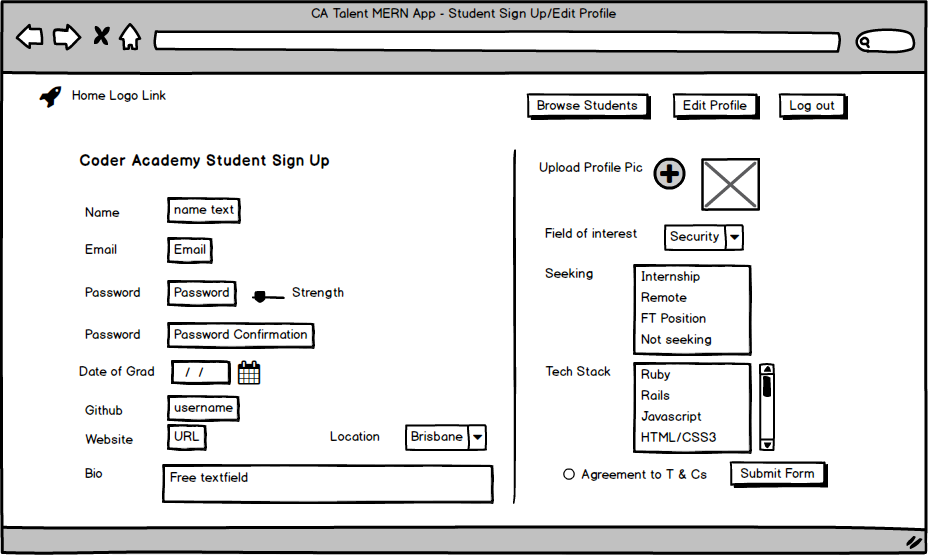 CA Talent MERN App - Student Sign Up/Edit Profile
Home Logo Link
Browse Students
Edit Profile
Log out
Coder Academy Student Sign Up
Name
name text
Email
Email
Password
Password
Strength
Password
Password Confirmation
Date of Grad
/ /
Github
username
Website
URL
Location
Brisbane
Bio
Free textfield
Upload Profile Pic
Field of interest
Security
Seeking
Internship
Remote
FT Position
Not seeking
Tech Stack
Ruby
Rails
Javascript
HTML/CSS3
Agreement to T & Cs
Submit Form